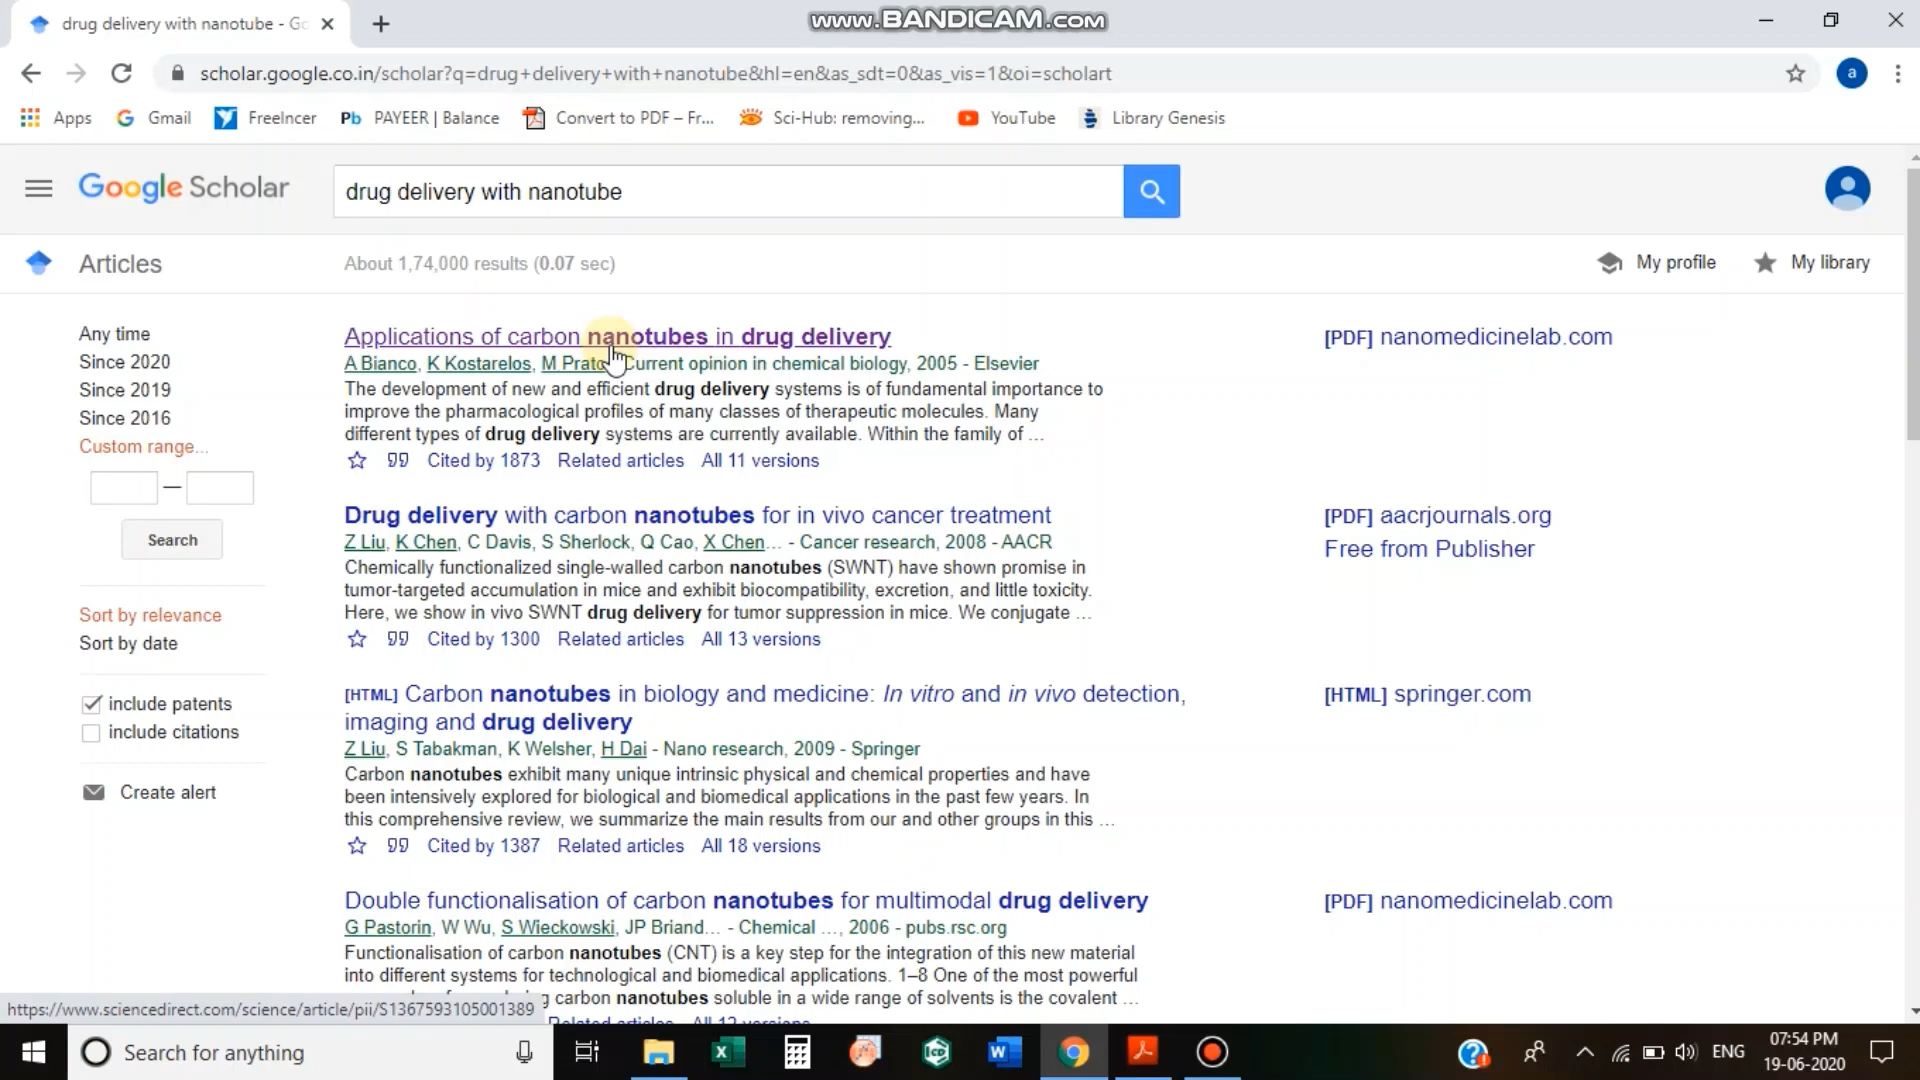 drug delivery with nanotube - Go
www.BANDICAM.com
scholar.google.co.in/scholar?q=drug+delivery+with+nanotube&hl=en&as_sdt=0&as_vis=1&oi=scholart
a
Apps
Gmail
Freelncer
Pb PAYEER | Balance
Convert to PDF – Fr...
Sci-Hub: removing...
YouTube
Library Genesis
Google Scholar
drug delivery with nanotube
Articles
About 1,74,000 results (0.07 sec)
My profile
My library
Any time
Since 2020
Since 2019
Since 2016
Custom range...
—
Search
Sort by relevance
Sort by date
include patents
include citations
Create alert
Applications of carbon nanotubes in drug delivery
[PDF] nanomedicinelab.com
A Bianco, K Kostarelos, M Prato Current opinion in chemical biology, 2005 - Elsevier
The development of new and efficient drug delivery systems is of fundamental importance to
improve the pharmacological profiles of many classes of therapeutic molecules. Many
different types of drug delivery systems are currently available. Within the family of ...
Cited by 1873 Related articles All 11 versions
Drug delivery with carbon nanotubes for in vivo cancer treatment
[PDF] aacrjournals.org
Free from Publisher
Z Liu, K Chen, C Davis, S Sherlock, Q Cao, X Chen... - Cancer research, 2008 - AACR
Chemically functionalized single-walled carbon nanotubes (SWNT) have shown promise in
tumor-targeted accumulation in mice and exhibit biocompatibility, excretion, and little toxicity.
Here, we show in vivo SWNT drug delivery for tumor suppression in mice. We conjugate ...
Cited by 1300 Related articles All 13 versions
[HTML] Carbon nanotubes in biology and medicine: In vitro and in vivo detection,
imaging and drug delivery
[HTML] springer.com
Z Liu, S Tabakman, K Welsher, H Dai - Nano research, 2009 - Springer
Carbon nanotubes exhibit many unique intrinsic physical and chemical properties and have
been intensively explored for biological and biomedical applications in the past few years. In
this comprehensive review, we summarize the main results from our and other groups in this ...
Cited by 1387 Related articles All 18 versions
Double functionalisation of carbon nanotubes for multimodal drug delivery
[PDF] nanomedicinelab.com
G Pastorin, W Wu, S Wieckowski, JP Briand... - Chemical ..., 2006 - pubs.rsc.org
Functionalisation of carbon nanotubes (CNT) is a key step for the integration of this new material
into different systems for technological and biomedical applications. 1–8 One of the most powerful
carbon nanotubes soluble in a wide range of solvents is the covalent ...
Related articles All 12 versions
https://www.sciencedirect.com/science/article/pii/S1367593105001389
Search for anything
ICD
ENG
07:54 PM
19-06-2020